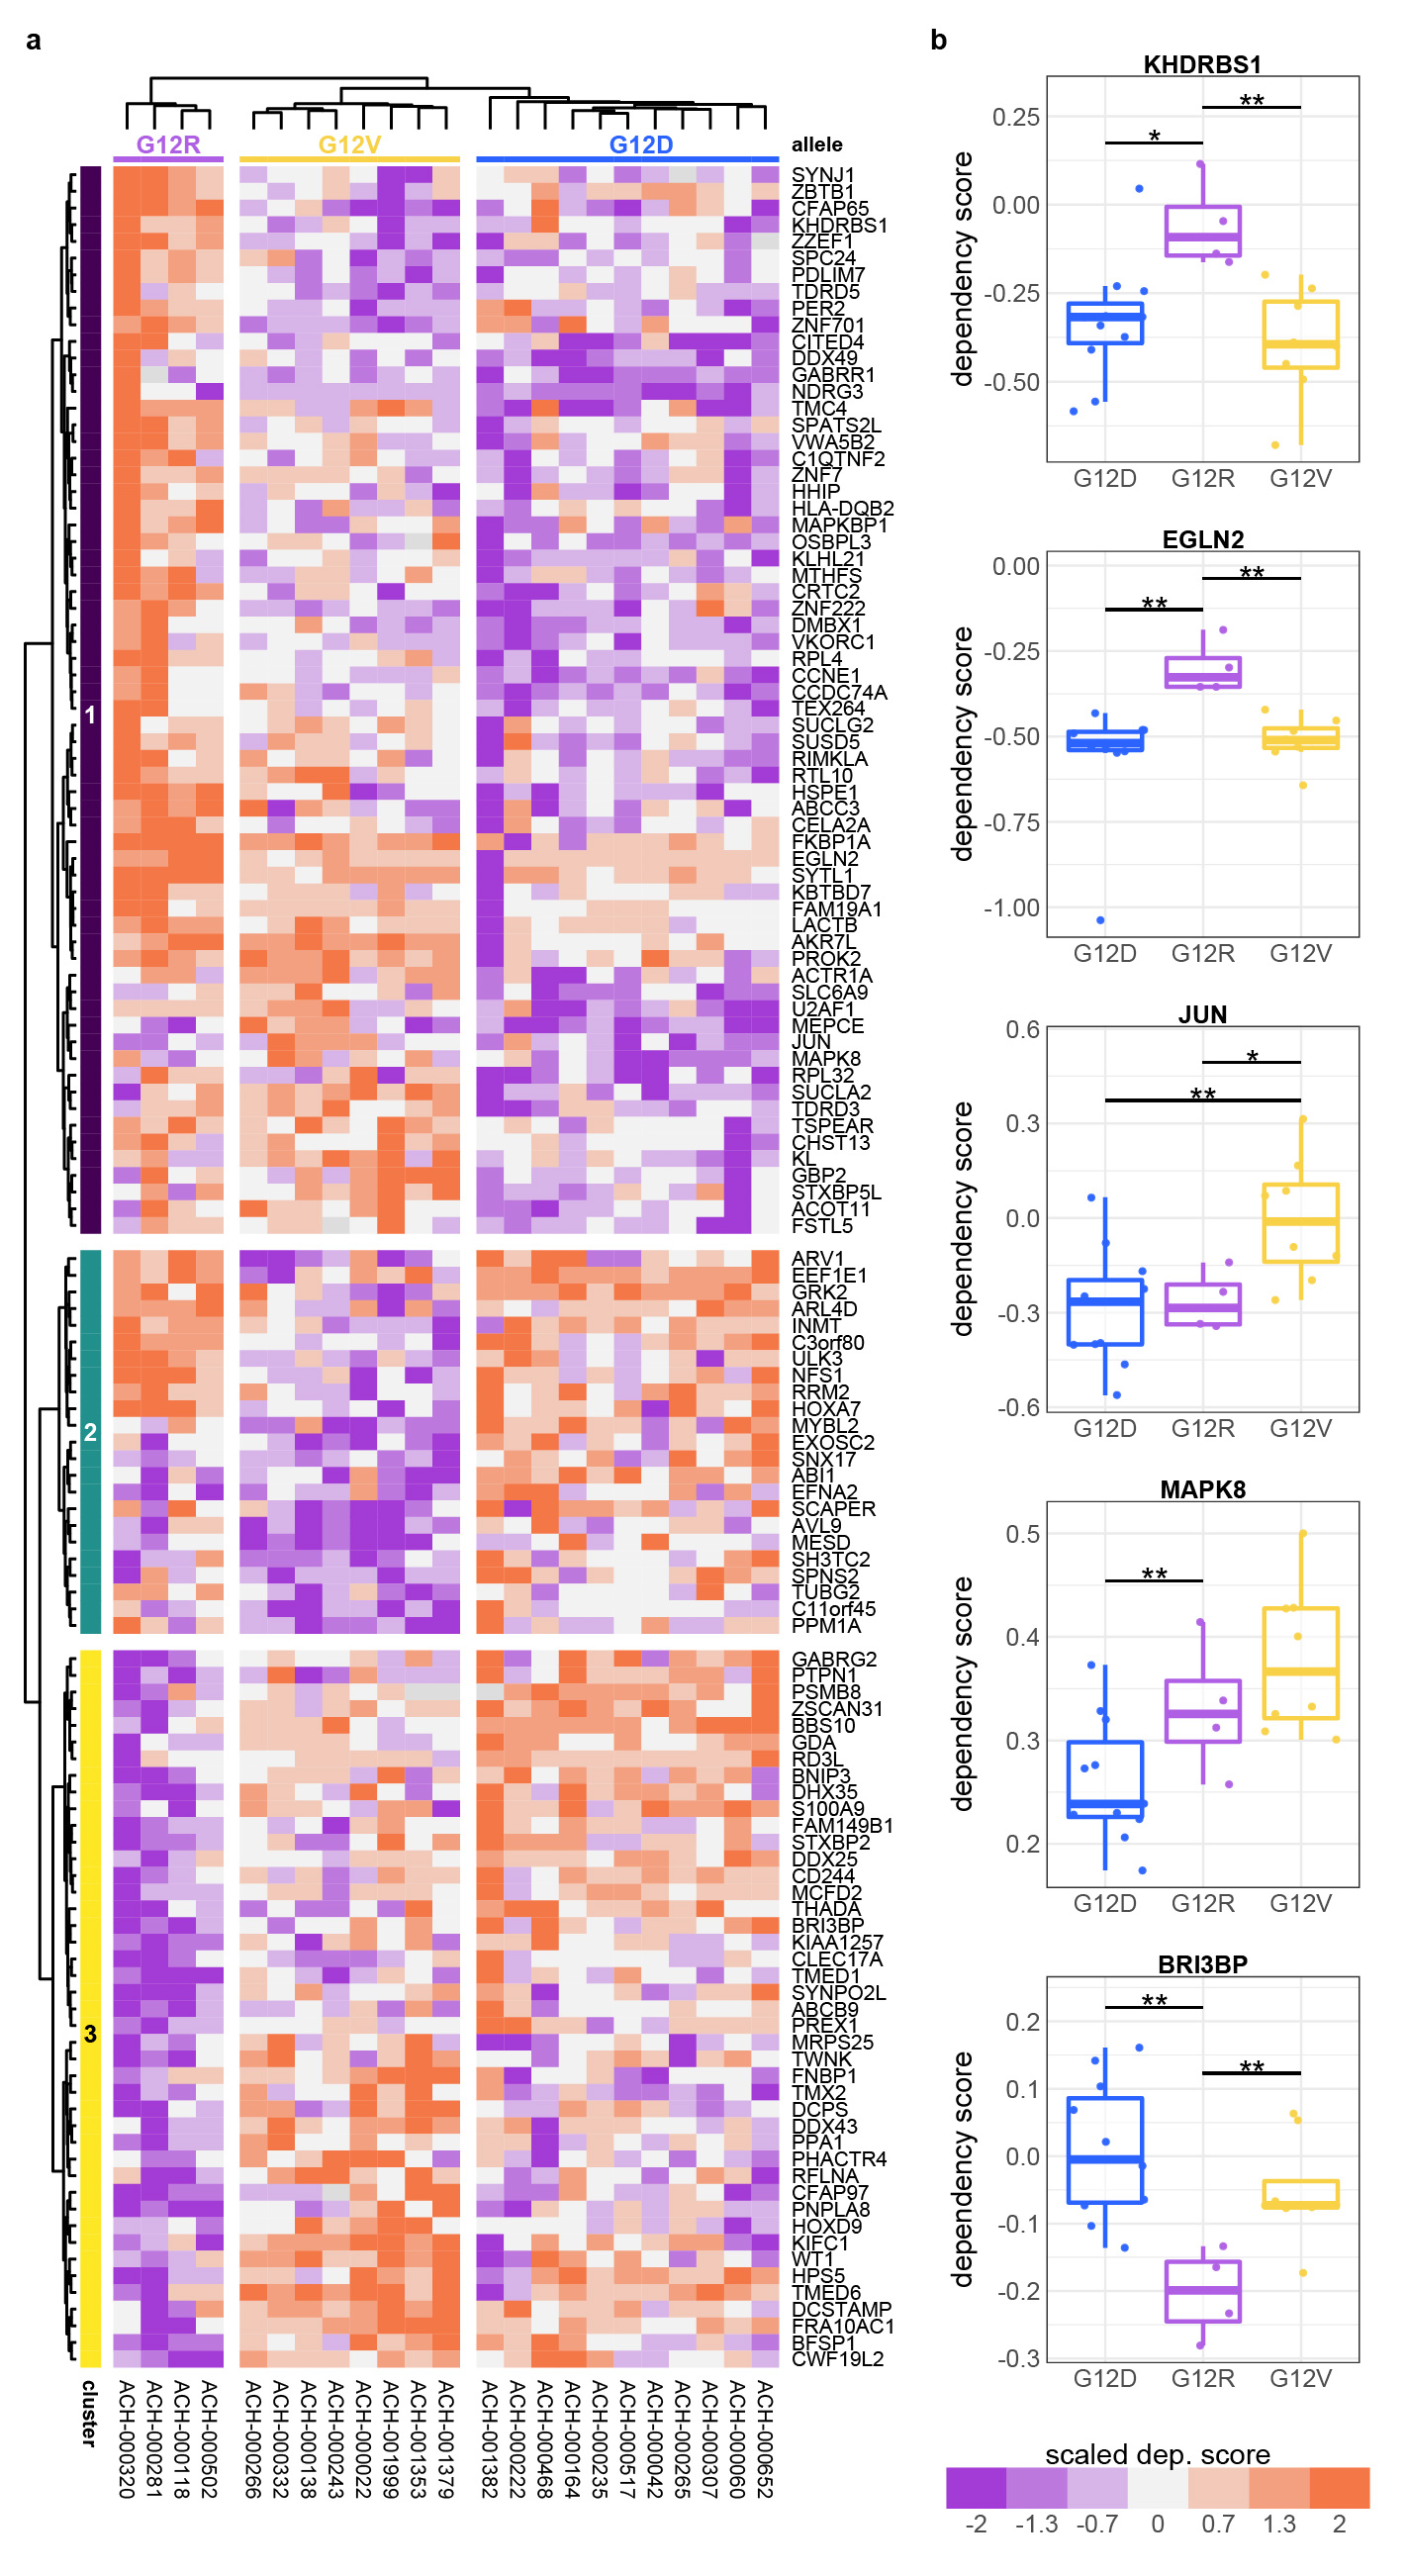 a
G12R G12V G12D allele
SYNJ1
ZBTB1
CFAP65
KHDRBS1
ZZEF1
SPC24
PDLIM7
TDRD5
PER2
ZNF701
CITED4
DDX49
GABRR1
NDRG3
TMC4
SPATS2L
VWA5B2
C1QTNF2
ZNF7
HHIP
HLA-DQB2
MAPKBP1
OSBPL3
KLHL21
MTHFS
CRTC2
ZNF222
DMBX1
VKORC1
RPL4
CCNE1
CCDC74A
TEX264
SUCLG2
SUSD5
RIMKLA
RTL10
HSPE1
ABCC3
CELA2A
FKBP1A
EGLN2
SYTL1
KBTBD7
FAM19A1
LACTB
AKR7L
PROK2
ACTR1A
SLC6A9
U2AF1
MEPCE
JUN
MAPK8
RPL32
SUCLA2
TDRD3
TSPEAR
CHST13
KL
GBP2
STXBP5L
ACOT11
FSTL5
1
ARV1
EEF1E1
GRK2
ARL4D
INMT
C3orf80
ULK3
NFS1
RRM2
HOXA7
MYBL2
EXOSC2
SNX17
ABI1
EFNA2
SCAPER
AVL9
MESD
SH3TC2
SPNS2
TUBG2
C11orf45
PPM1A
2
GABRG2
PTPN1
PSMB8
ZSCAN31
BBS10
GDA
RD3L
BNIP3
DHX35
S100A9
FAM149B1
STXBP2
DDX25
CD244
MCFD2
THADA
BRI3BP
KIAA1257
CLEC17A
TMED1
SYNPO2L
ABCB9
PREX1
MRPS25
TWNK
FNBP1
TMX2
DCPS
DDX43
PPA1
PHACTR4
RFLNA
CFAP97
PNPLA8
HOXD9
KIFC1
WT1
HPS5
TMED6
DCSTAMP
FRA10AC1
BFSP1
CWF19L2
3
cluster
ACH-000320
ACH-000281
ACH-000118
ACH-000502
ACH-000266
ACH-000332
ACH-000138
ACH-000243
ACH-000022
ACH-001999
ACH-001353
ACH-001379
ACH-001382
ACH-000222
ACH-000468
ACH-000164
ACH-000235
ACH-000517
ACH-000042
ACH-000265
ACH-000307
ACH-000060
ACH-000652
b
KHDRBS1
dependency score
0.25
0.00
-0.25
-0.50
**
*
G12D G12R G12V
EGLN2
dependency score
0.00
-0.25
-0.50
-0.75
-1.00
**
**
G12D G12R G12V
JUN
dependency score
0.6
0.3
0.0
-0.3
-0.6
*
**
G12D G12R G12V
MAPK8
dependency score
0.5
0.4
0.3
0.2
**
G12D G12R G12V
BRI3BP
dependency score
0.2
0.1
0.0
-0.1
-0.2
-0.3
**
**
G12D G12R G12V
scaled dep. score
-2 -1.3 -0.7 0 0.7 1.3 2